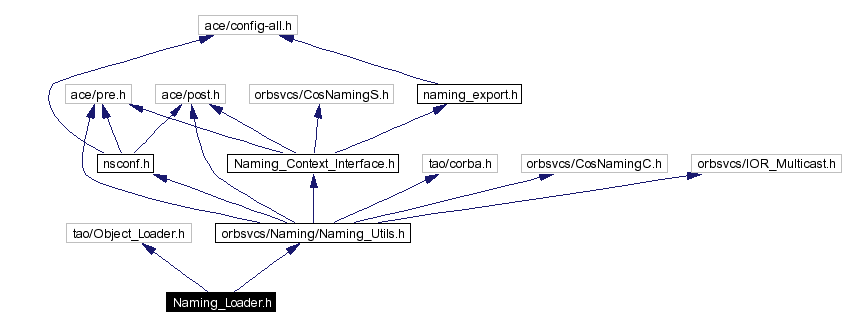 ace/config-all.h
ace/pre.h
ace/post.h
orbsvcs/CosNamingS.h
naming_export.h
nsconf.h
Naming_Context_Interface.h
tao/corba.h
orbsvcs/CosNamingC.h
orbsvcs/IOR_Multicast.h
tao/Object_Loader.h
orbsvcs/Naming/Naming_Utils.h
Naming_Loader.h